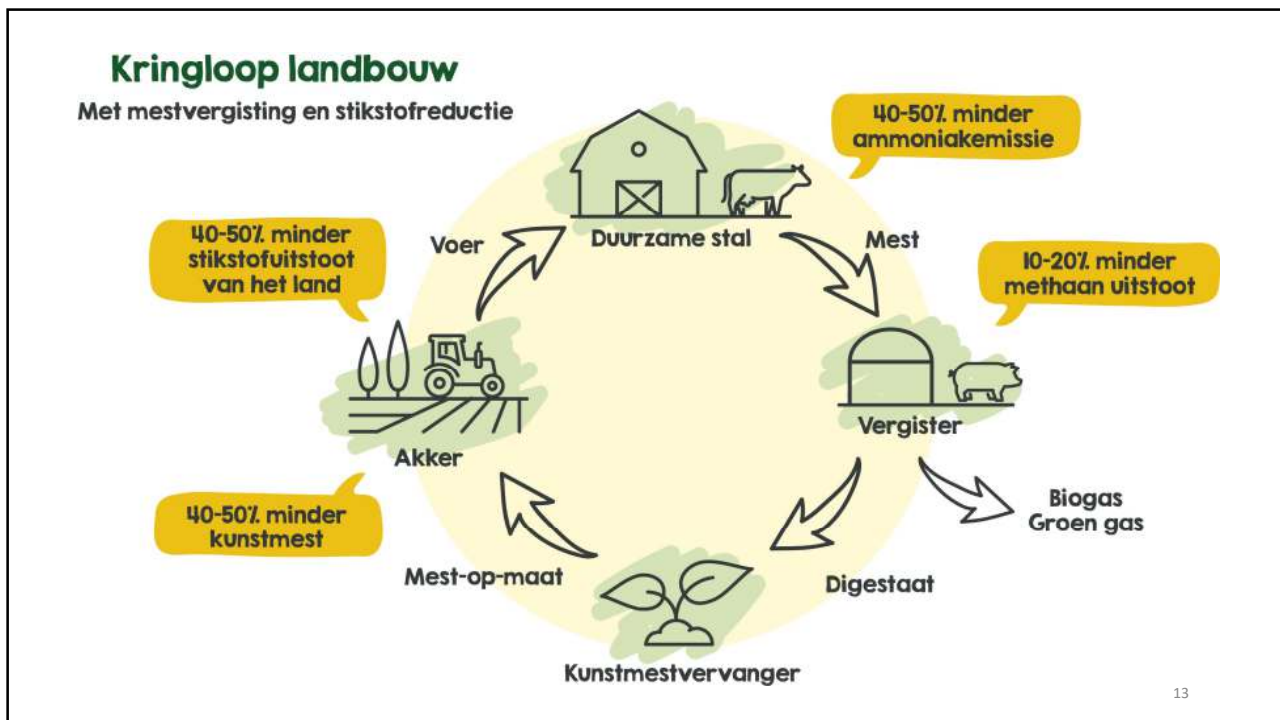 Kringloop landbouw
Met mestvergisting en stikstofreductie
40-50% minder
ammoniakemissie
40-50% minder
stikstofuitstoot
van het land
Voer
Duurzame stal
Mest
10-20% minder
methaan uitstoot
Akker
Vergister
40-50% minder
kunstmest
Biogas
Groen gas
Mest-op-maat
Digestaat
Kunstmestvervanger
13